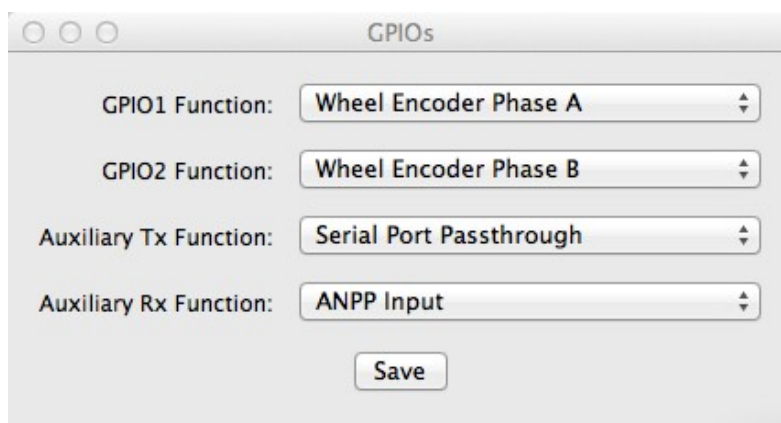 GPIOs
GPIO1 Function: Wheel Encoder Phase A
GPIO2 Function: Wheel Encoder Phase B
Auxiliary Tx Function: Serial Port Passthrough
Auxiliary Rx Function: ANPP Input
Save